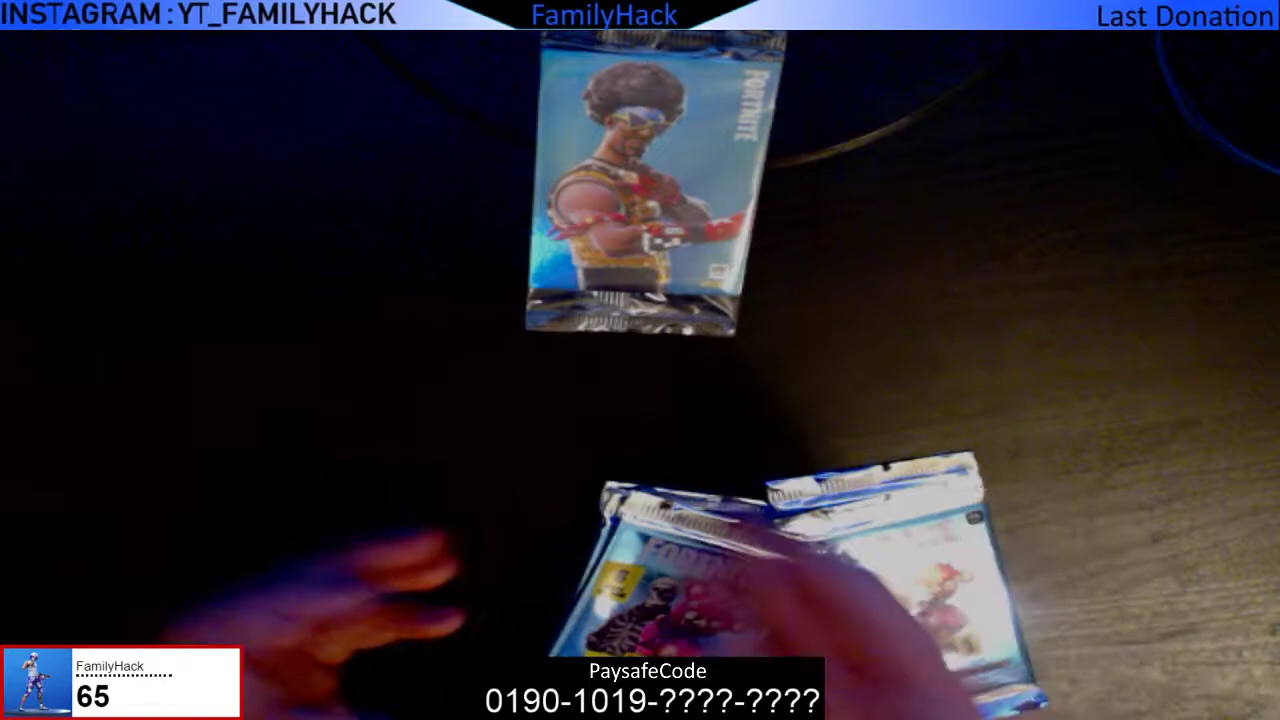 INSTAGRAM : YT_FAMILYHACK
FamilyHack
Last Donation
FORTNITE
FamilyHack
65
PaysafeCode
0190-1019-????-????